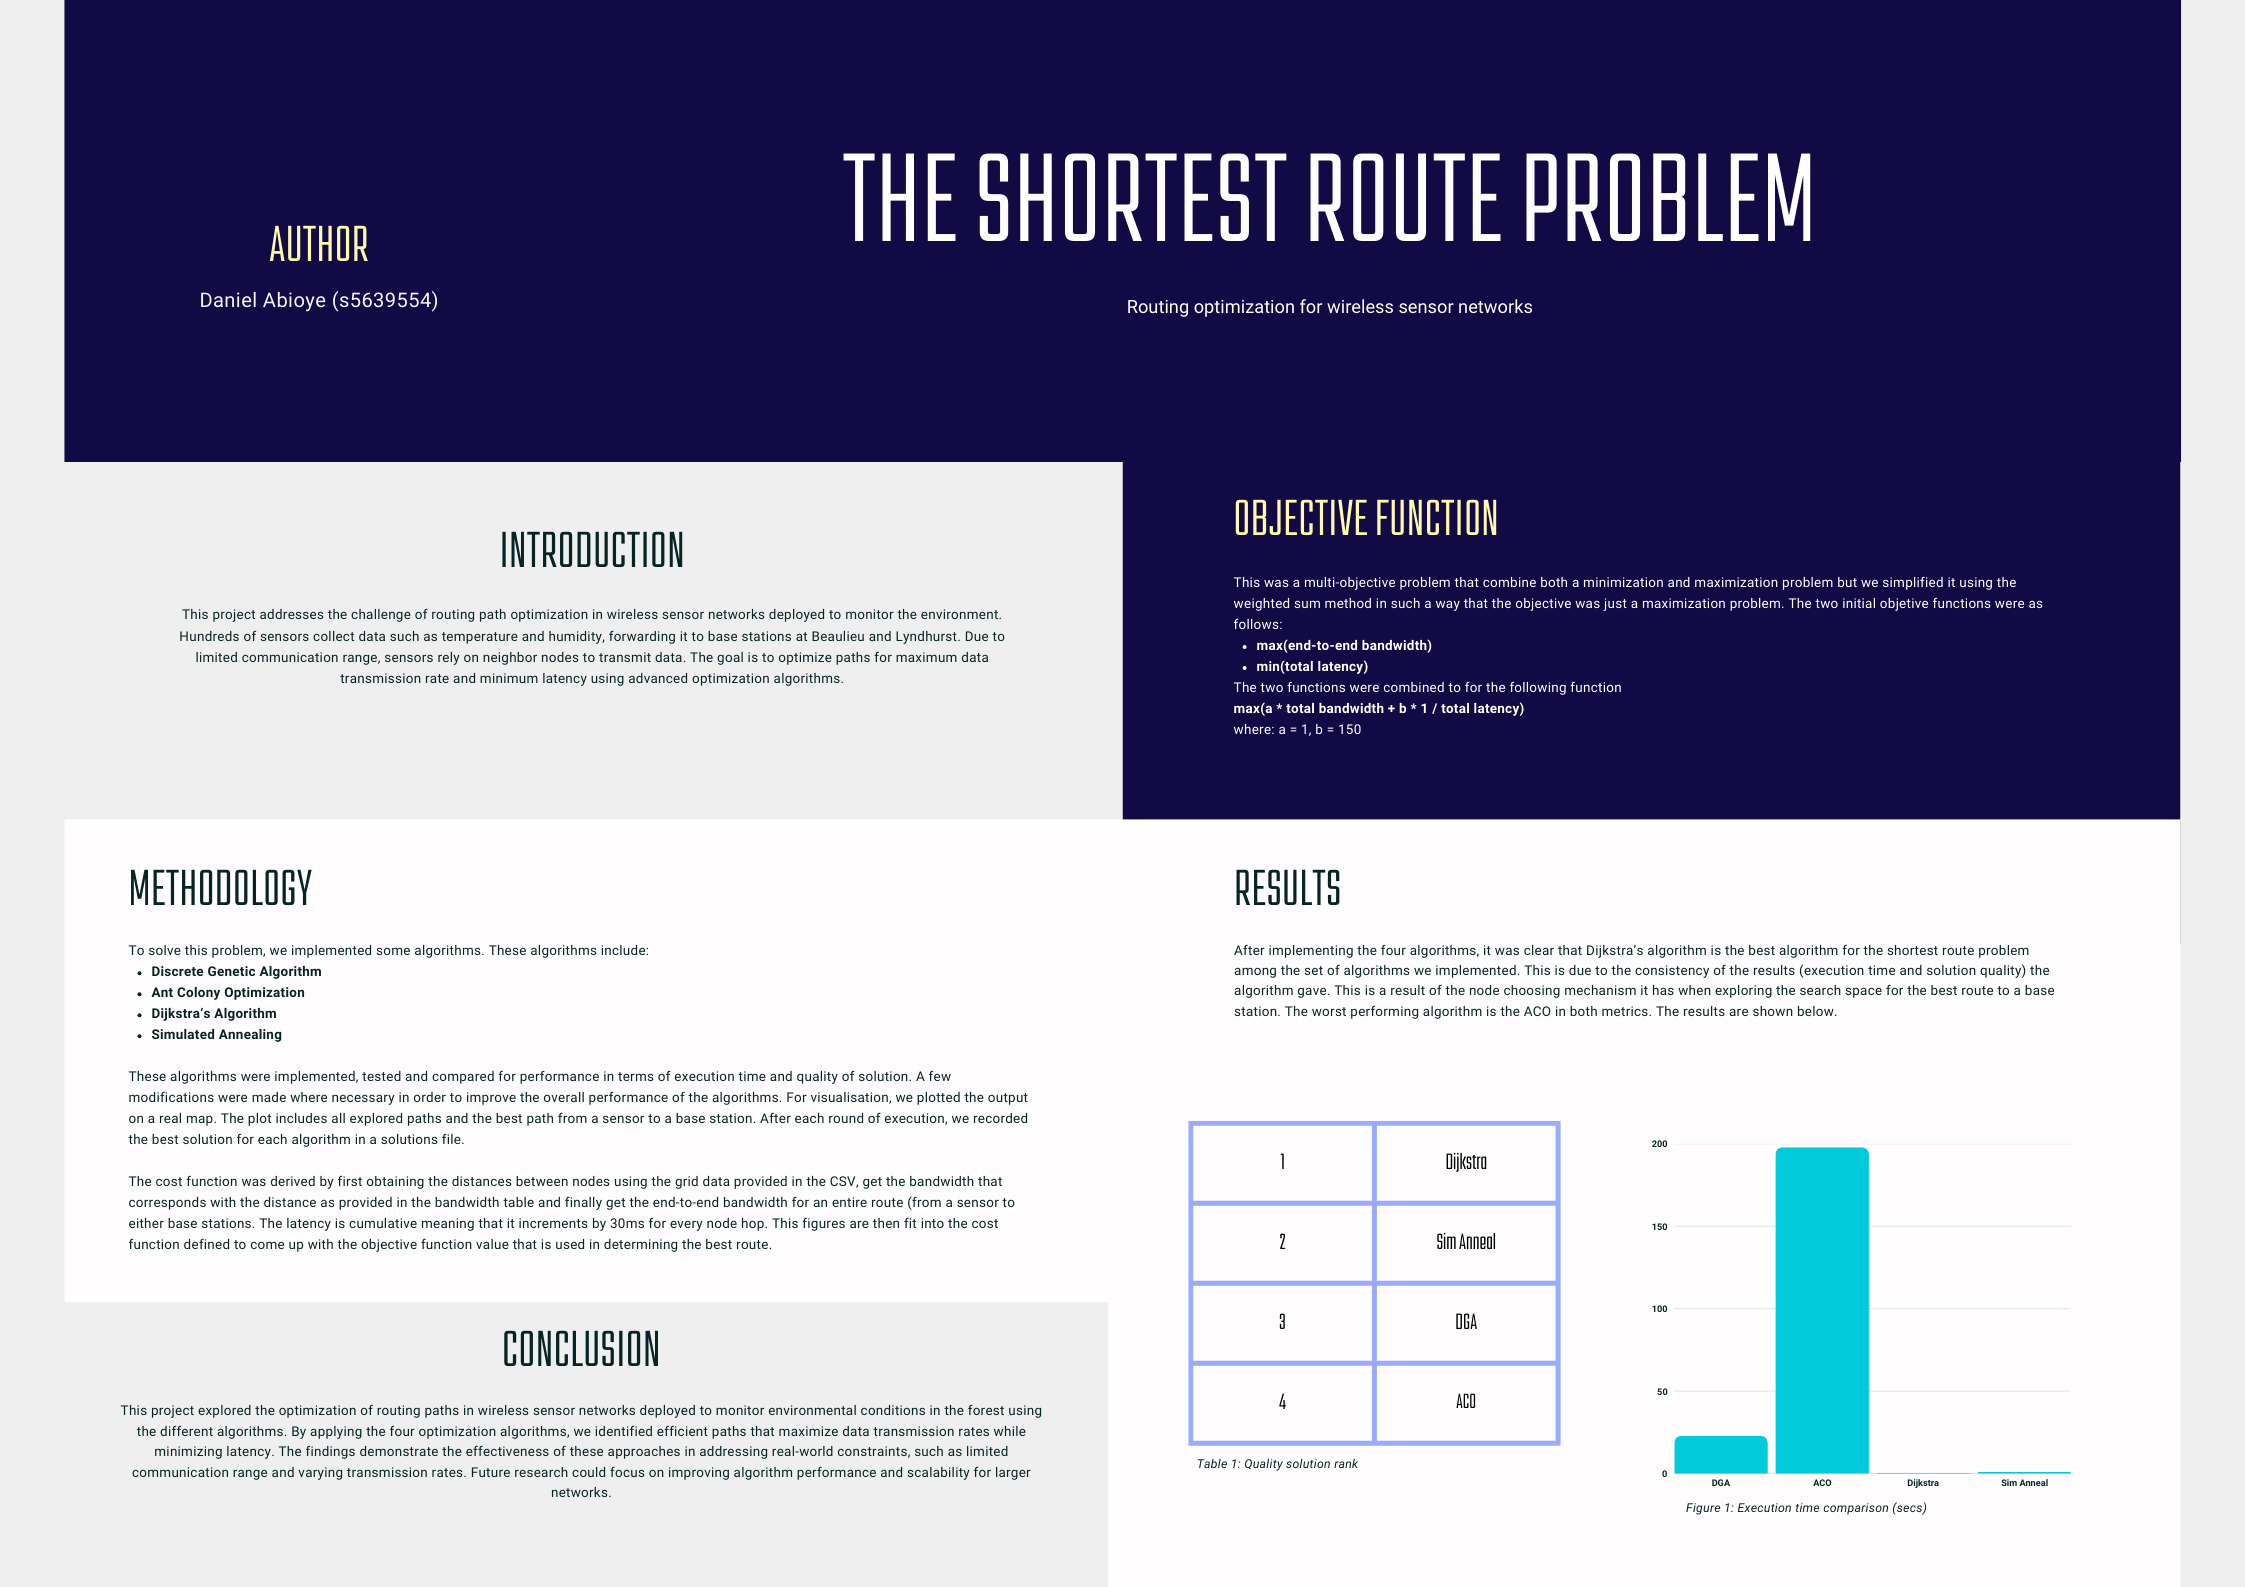 AUTHOR
Daniel Abioye (s5639554)
THE SHORTEST ROUTE PROBLEM
Routing optimization for wireless sensor networks
INTRODUCTION
This project addresses the challenge of routing path optimization in wireless sensor networks deployed to monitor the environment.
Hundreds of sensors collect data such as temperature and humidity, forwarding it to base stations at Beaulieu and Lyndhurst. Due to
limited communication range, sensors rely on neighbor nodes to transmit data. The goal is to optimize paths for maximum data
transmission rate and minimum latency using advanced optimization algorithms.
OBJECTIVE FUNCTION
This was a multi-objective problem that combine both a minimization and maximization problem but we simplified it using the
weighted sum method in such a way that the objective was just a maximization problem. The two initial objetive functions were as
follows:
• max(end-to-end bandwidth)
• min(total latency)
The two functions were combined to for the following function
max(a * total bandwidth + b * 1 / total latency)
where: a = 1, b = 150
METHODOLOGY
To solve this problem, we implemented some algorithms. These algorithms include:
• Discrete Genetic Algorithm
• Ant Colony Optimization
• Dijkstra's Algorithm
• Simulated Annealing
These algorithms were implemented, tested and compared for performance in terms of execution time and quality of solution. A few
modifications were made where necessary in order to improve the overall performance of the algorithms. For visualisation, we plotted the output
on a real map. The plot includes all explored paths and the best path from a sensor to a base station. After each round of execution, we recorded
the best solution for each algorithm in a solutions file.
The cost function was derived by first obtaining the distances between nodes using the grid data provided in the CSV, get the bandwidth that
corresponds with the distance as provided in the bandwidth table and finally get the end-to-end bandwidth for an entire route (from a sensor to
either base stations. The latency is cumulative meaning that it increments by 30ms for every node hop. This figures are then fit into the cost
function defined to come up with the objective function value that is used in determining the best route.
CONCLUSION
This project explored the optimization of routing paths in wireless sensor networks deployed to monitor environmental conditions in the forest using
the different algorithms. By applying the four optimization algorithms, we identified efficient paths that maximize data transmission rates while
minimizing latency. The findings demonstrate the effectiveness of these approaches in addressing real-world constraints, such as limited
communication range and varying transmission rates. Future research could focus on improving algorithm performance and scalability for larger
networks.
RESULTS
After implementing the four algorithms, it was clear that Dijkstra's algorithm is the best algorithm for the shortest route problem
among the set of algorithms we implemented. This is due to the consistency of the results (execution time and solution quality) the
algorithm gave. This is a result of the node choosing mechanism it has when exploring the search space for the best route to a base
station. The worst performing algorithm is the ACO in both metrics. The results are shown below.
1 Dijkstra
2 Sim Anneal
3 DGA
4 ACO
Table 1: Quality solution rank
200
150
100
50
0
DGA ACO Dijkstra Sim Anneal
Figure 1: Execution time comparison (secs)